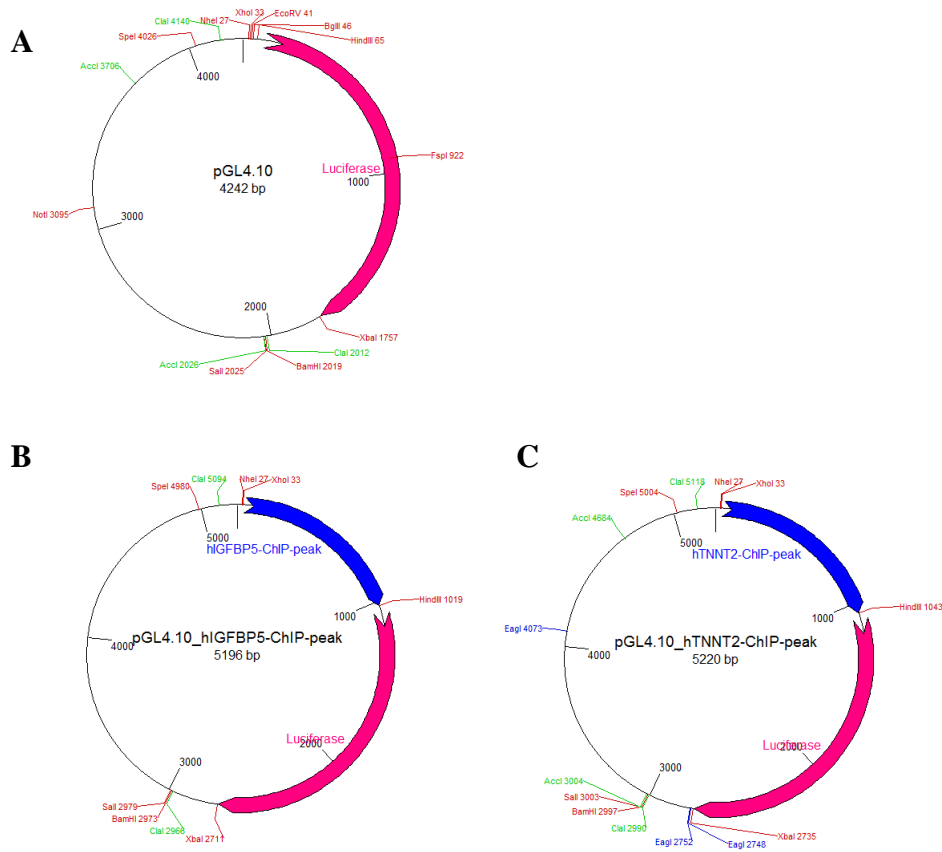 A
XhoI 33
EcoRV 41
NheI 27
ClaI 4140
BglII 46
SpeI 4026
HindIII 65
AccI 3706
4000
FspI 922
Luciferase
pGL4.10
1000
4242 bp
NotI 3095
3000
2000
XbaI 1757
ClaI 2012
AccI 2026
BamHI 2019
SalI 2025
B
ClaI 5094
NheI 27
XhoI 33
SpeI 4980
5000
hIGFBP5-ChIP-peak
HindIII 1019
1000
pGL4.10_hIGFBP5-ChIP-peak
4000
5196 bp
Luciferase
2000
3000
SalI 2979
BamHI 2973
ClaI 2966
XbaI 2711
C
ClaI 5118
NheI 27
XhoI 33
SpeI 5004
AccI 4684
5000
hTNNT2-ChIP-peak
HindIII 1043
1000
EagI 4073
pGL4.10_hTNNT2-ChIP-peak
4000
5220 bp
Luciferase
2000
3000
AccI 3004
SalI 3003
BamHI 2997
ClaI 2990
XbaI 2735
EagI 2752
EagI 2748